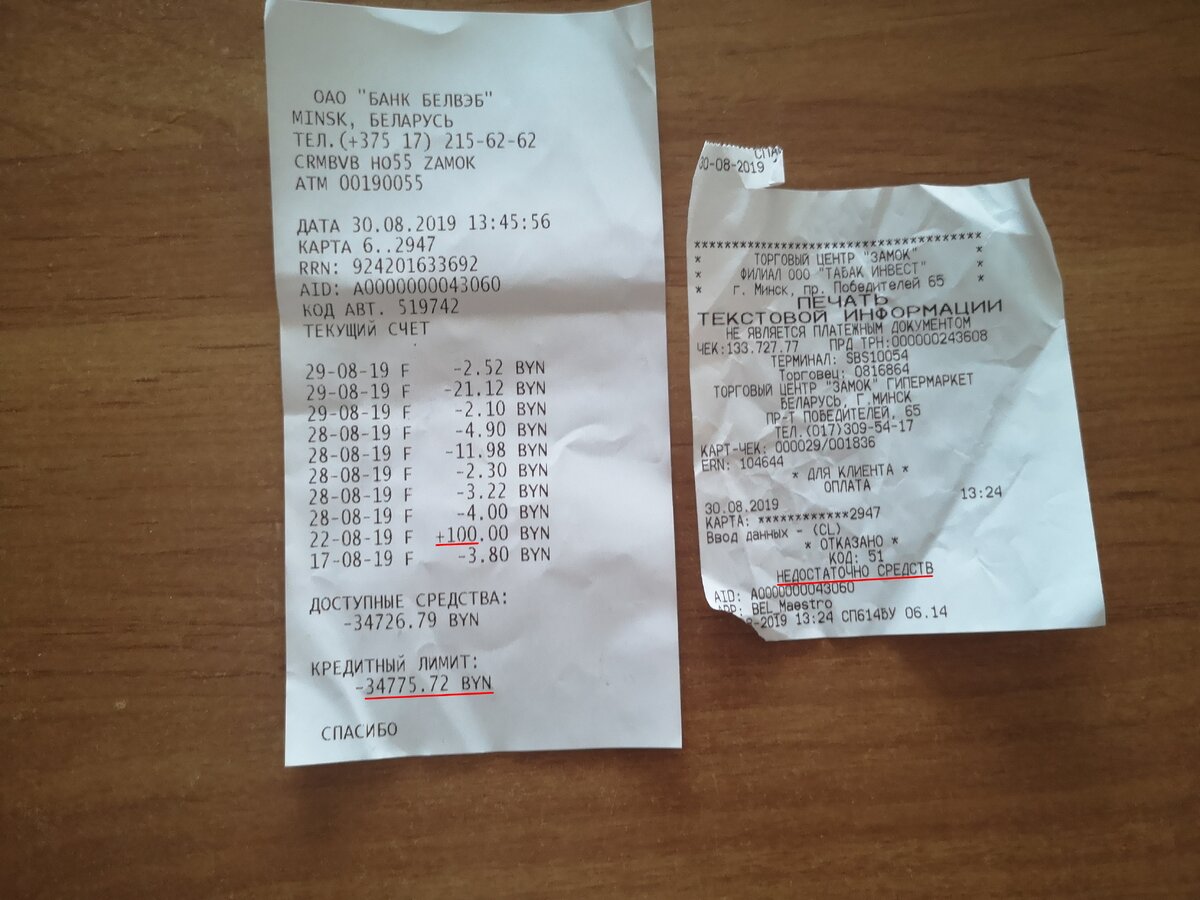 ОАО "БАНК БЕЛВЭБ"
MINSK, БЕЛАРУСЬ
ТЕЛ.(+375 17) 215-62-62
CRMBVB HO55 ZAMOK
ATM 00190055
ДАТА 30.08.2019 13:45:56
КАРТА 6..2947
RRN: 924201633692
AID: A0000000043060
КОД АВТ. 519742
ТЕКУЩИЙ СЧЕТ
29-08-19 F -2.52 BYN
29-08-19 F -21.12 BYN
29-08-19 F -2.10 BYN
28-08-19 F -4.90 BYN
28-08-19 F -11.98 BYN
28-08-19 F -2.30 BYN
28-08-19 F -3.22 BYN
28-08-19 F -4.00 BYN
22-08-19 F +100.00 BYN
17-08-19 F -3.80 BYN
ДОСТУПНЫЕ СРЕДСТВА:
-34726.79 BYN
КРЕДИТНЫЙ ЛИМИТ:
-34775.72 BYN
СПАСИБО
30-08-2019
****************************************
* ТОРГОВЫЙ ЦЕНТР "ЗАМОК" *
* ФИЛИАЛ ООО "ТАБАК ИНВЕСТ" *
* г. Минск, пр. Победителей 65 *
ПЕЧАТЬ
ТЕКСТОВОЙ ИНФОРМАЦИИ
НЕ ЯВЛЯЕТСЯ ПЛАТЕЖНЫМ ДОКУМЕНТОМ
ЧЕК:133.727.77 ПРД ТРН:000000243608
ТЕРМИНАЛ: SBS10054
Торговец: 0816864
ТОРГОВЫЙ ЦЕНТР "ЗАМОК" ГИПЕРМАРКЕТ
БЕЛАРУСЬ, Г.МИНСК
ПР-Т ПОБЕДИТЕЛЕЙ, 65
ТЕЛ.(017)309-54-17
КАРТ-ЧЕК: 000029/001836
ERN: 104644
* ДЛЯ КЛИЕНТА *
ОПЛАТА
30.08.2019 13:24
КАРТА: ************2947
Ввод данных - (CL)
* ОТКАЗАНО *
КОД: 51
НЕДОСТАТОЧНО СРЕДСТВ
AID: A0000000043060
APP: BEL_Maestro
-2019 13:24 СП614БУ 06.14